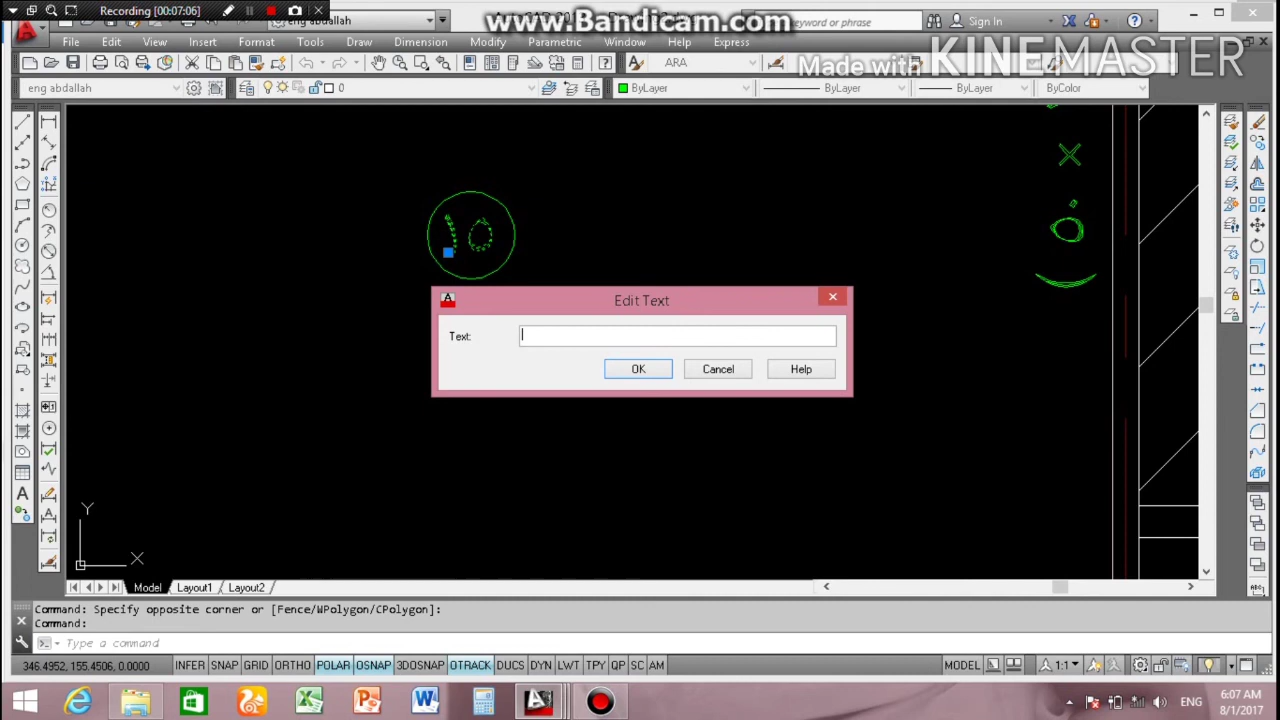 Recording [00:07:06]
eng abdallah
www.Bandicam.com
or phrase
Sign In
Made with KINEMASTER
File Edit View Insert Format Tools Draw Dimension Modify Parametric Window Help Express
ARA
eng abdallah
0
ByLayer
ByLayer
ByLayer
ByColor
١٥
Edit Text
Text:
OK
Cancel
Help
Y
X
Model
Layout1
Layout2
Command: Specify opposite corner or [Fence/WPolygon/CPolygon]:
Command:
Type a command
346.4952, 155.4506, 0.0000
INFER SNAP GRID ORTHO POLAR OSNAP 3DOSNAP OTRACK DUCS DYN LWT TPY QP SC AM
MODEL
1:1
ENG
6:07 AM
8/1/2017